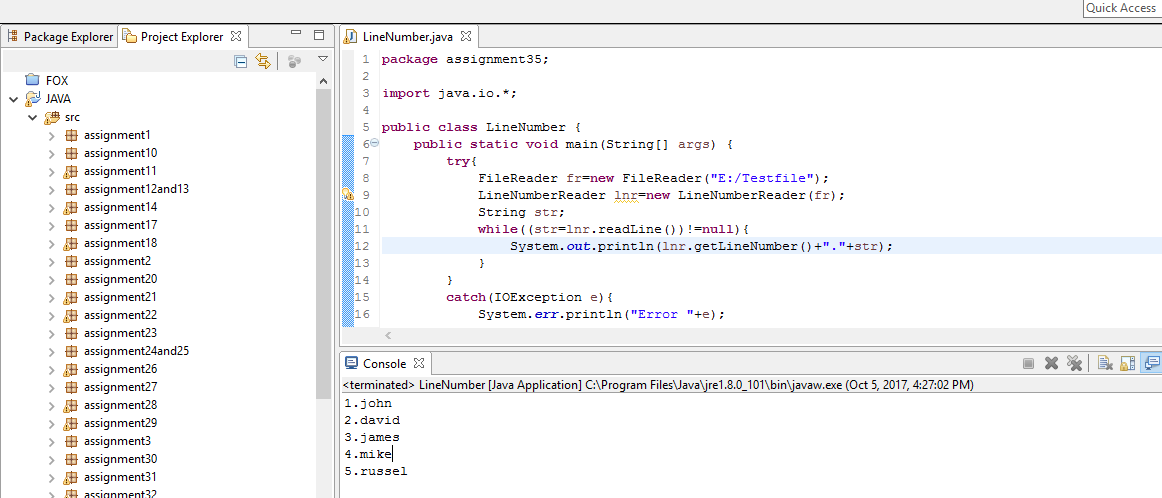 Quick Access
Package Explorer
Project Explorer
FOX
JAVA
src
assignment1
assignment10
assignment11
assignment12and13
assignment14
assignment17
assignment18
assignment2
assignment20
assignment21
assignment22
assignment23
assignment24and25
assignment26
assignment27
assignment28
assignment29
assignment3
assignment30
assignment31
assignment32
LineNumber.java
1 package assignment35;
2
3 import java.io.*;
4
5 public class LineNumber {
6 public static void main(String[] args) {
7 try{
8 FileReader fr=new FileReader("E:/Testfile");
9 LineNumberReader lnr=new LineNumberReader(fr);
10 String str;
11 while((str=lnr.readLine())!=null){
12 System.out.println(lnr.getLineNumber()+"."+str);
13 }
14 }
15 catch(IOException e){
16 System.err.println("Error "+e);
Console
<terminated> LineNumber [Java Application] C:\Program Files\Java\jre1.8.0_101\bin\javaw.exe (Oct 5, 2017, 4:27:02 PM)
1.john
2.david
3.james
4.mike
5.russel